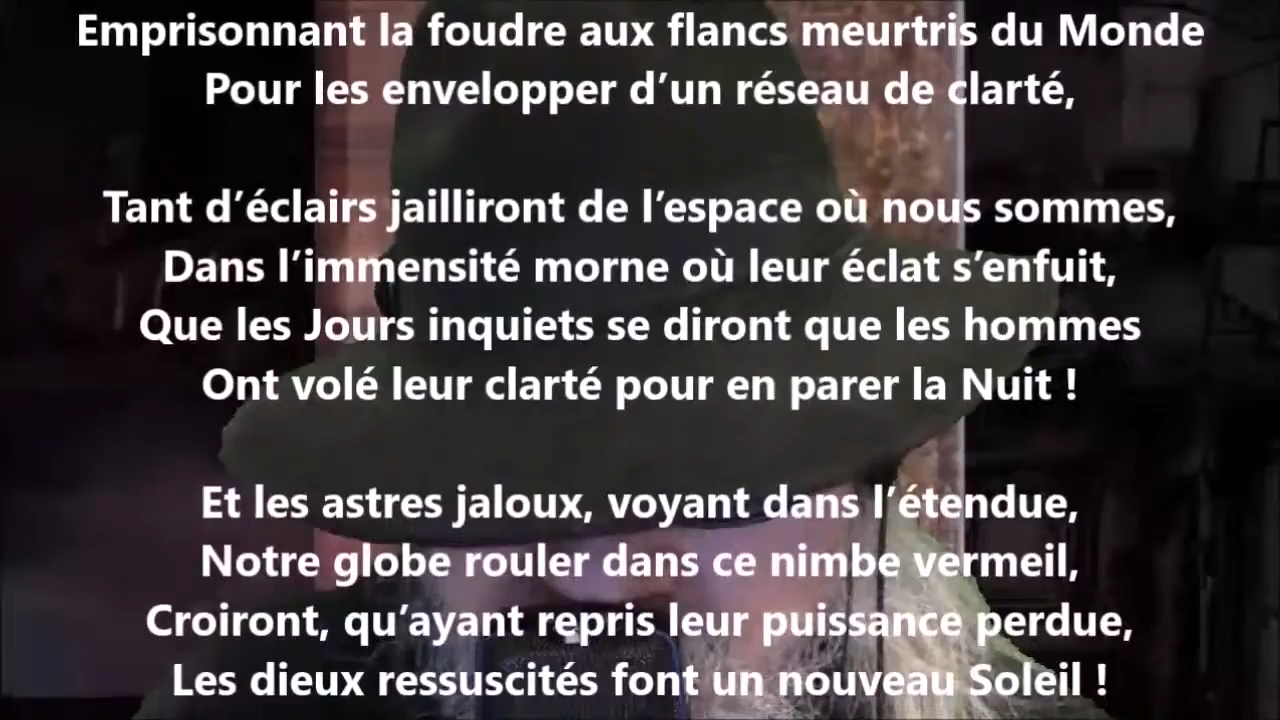 Emprisonnant la foudre aux flancs meurtris du Monde
Pour les envelopper d’un réseau de clarté,
Tant d’éclairs jailliront de l’espace où nous sommes,
Dans l’immensité morne où leur éclat s’enfuit,
Que les Jours inquiets se diront que les hommes
Ont volé leur clarté pour en parer la Nuit !
Et les astres jaloux, voyant dans l’étendue,
Notre globe rouler dans ce nimbe vermeil,
Croiront, qu’ayant repris leur puissance perdue,
Les dieux ressuscités font un nouveau Soleil !